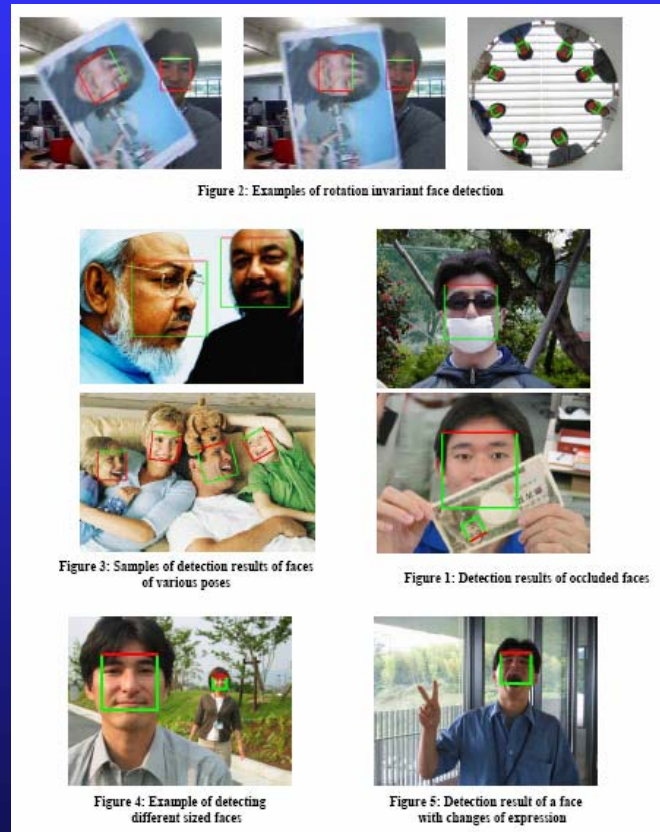 Figure 2: Examples of rotation invariant face detection
Figure 3: Samples of detection results of faces
of various poses
Figure 1: Detection results of occluded faces
Figure 4: Example of detecting
different sized faces
Figure 5: Detection result of a face
with changes of expression